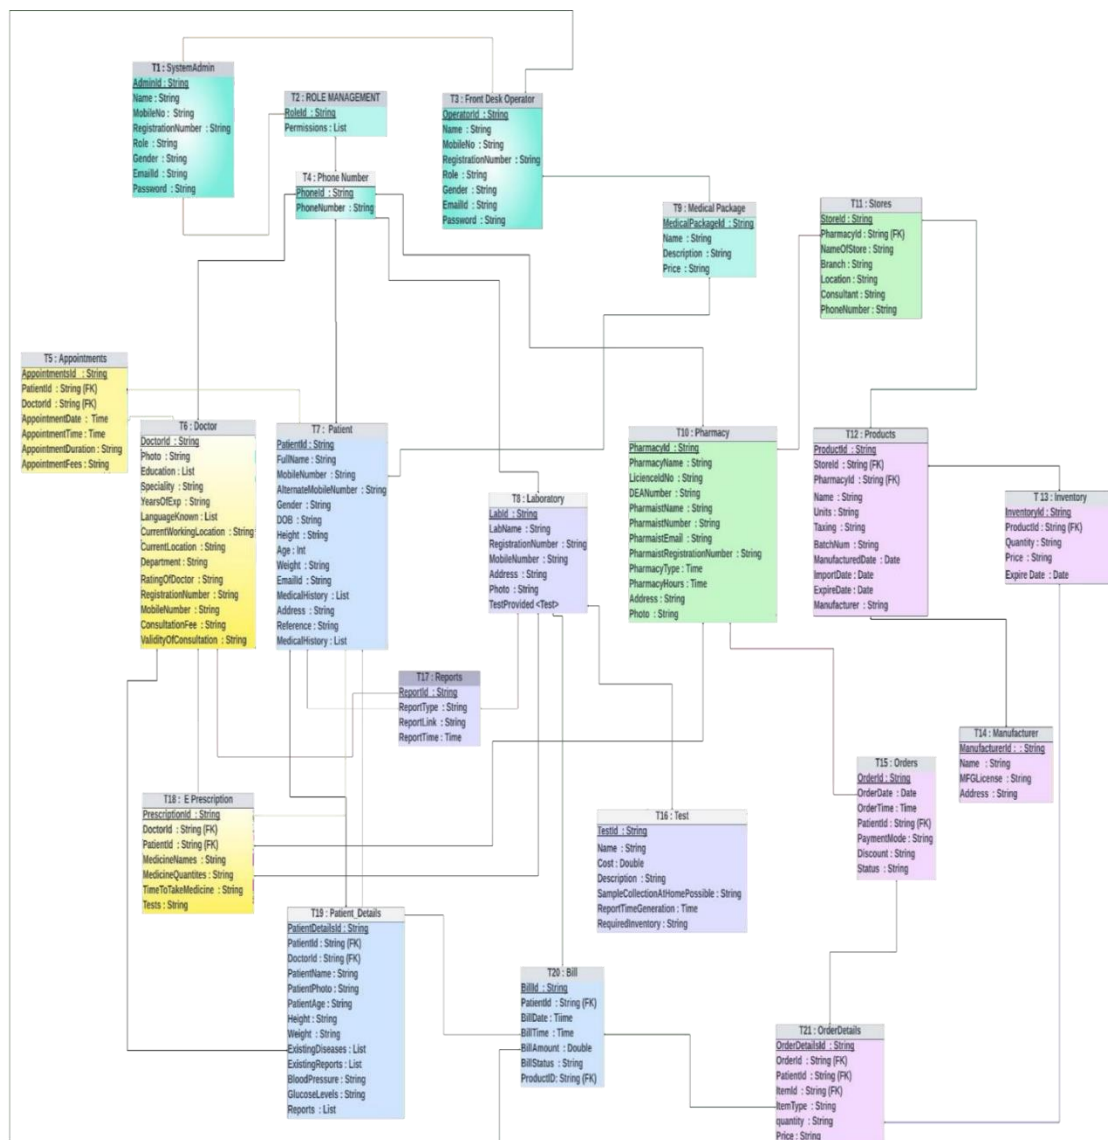 T1 : SystemAdmin
AdminId : String
Name : String
MobileNo : String
RegistrationNumber : String
Role : String
Gender : String
EmailId : String
Password : String
T2 : ROLE MANAGEMENT
RoleId : String
Permissions : List
T3 : Front Desk Operator
OperatorId : String
Name : String
MobileNo : String
RegistrationNumber : String
Role : String
Gender : String
EmailId : String
Password : String
T4 : Phone Number
PhoneId : String
PhoneNumber : String
T9 : Medical Package
MedicalPackageId : String
Name : String
Description : String
Price : String
T11 : Stores
StoreId : String
PharmacyId : String (FK)
NameOfStore : String
Branch : String
Location : String
Consultant : String
PhoneNumber : String
T5 : Appointments
AppointmentsId : String
PatientId : String (FK)
DoctorId : String (FK)
AppointmentDate : Time
AppointmentTime : Time
AppointmentDuration : String
AppointmentFees : String
T6 : Doctor
DoctorId : String
Photo : String
Education : List
Speciality : String
YearsOfExp : String
LanguageKnown : List
CurrentWorkingLocation : String
CurrentLocation : String
Department : String
RatingOfDoctor : String
RegistrationNumber : String
MobileNumber : String
ConsultationFee : String
ValidityOfConsultation : String
T7 : Patient
PatientId : String
FullName : String
MobileNumber : String
AlternateMobileNumber : String
Gender : String
DOB : String
Height : String
Age : Int
Weight : String
EmailId : String
MedicalHistory : List
Address : String
Reference : String
MedicalHistory : List
T8 : Laboratory
LabId : String
LabName : String
RegistrationNumber : String
MobileNumber : String
Address : String
Photo : String
TestProvided <Test>
T10 : Pharmacy
PharmacyId : String
PharmacyName : String
LicienceIdNo : String
DEANumber : String
PharmaistName : String
PharmaistNumber : String
PharmaistEmail : String
PharmaistRegistrationNumber : String
PharmacyType : Time
PharmacyHours : Time
Address : String
Photo : String
T12 : Products
ProductId : String
StoreId : String (FK)
PharmacyId : String (FK)
Name : String
Units : String
Taxing : String
BatchNum : String
ManufacturedDate : Date
ImportDate : Date
ExpireDate : Date
Manufacturer : String
T 13 : Inventory
InventoryId : String
ProductId : String (FK)
Quantity : String
Price : String
Expire Date : Date
T17 : Reports
ReportId : String
ReportType : String
ReportLink : String
ReportTime : Time
T14 : Manufacturer
ManufacturerId : : String
Name : String
MFGLicense : String
Address : String
T15 : Orders
OrderId : String
OrderDate : Date
OrderTime : Time
PatientId : String (FK)
PaymentMode : String
Discount : String
Status : String
T18 : E Prescription
PrescriptionId : String
DoctorId : String (FK)
PatientId : String (FK)
MedicineNames : String
MedicineQuantites : String
TimeToTakeMedicine : String
Tests : String
T16 : Test
TestId : String
Name : String
Cost : Double
Description : String
SampleCollectionAtHomePossible : String
ReportTimeGeneration : Time
RequiredInventory : String
T19 : Patient_Details
PatientDetailsId : String
PatientId : String (FK)
DoctorId : String (FK)
PatientName : String
PatientPhoto : String
PatientAge : String
Height : String
Weight : String
ExistingDiseases : List
ExistingReports : List
BloodPressure : String
GlucoseLevels : String
Reports : List
T20 : Bill
BillId : String
PatientId : String (FK)
BillDate : Tiime
BillTime : Time
BillAmount : Double
BillStatus : String
ProductID: String (FK)
T21 : OrderDetails
OrderDetailsId : String
OrderId : String (FK)
PatientId : String (FK)
ItemId : String (FK)
ItemType : String
quantity : String
Price : String